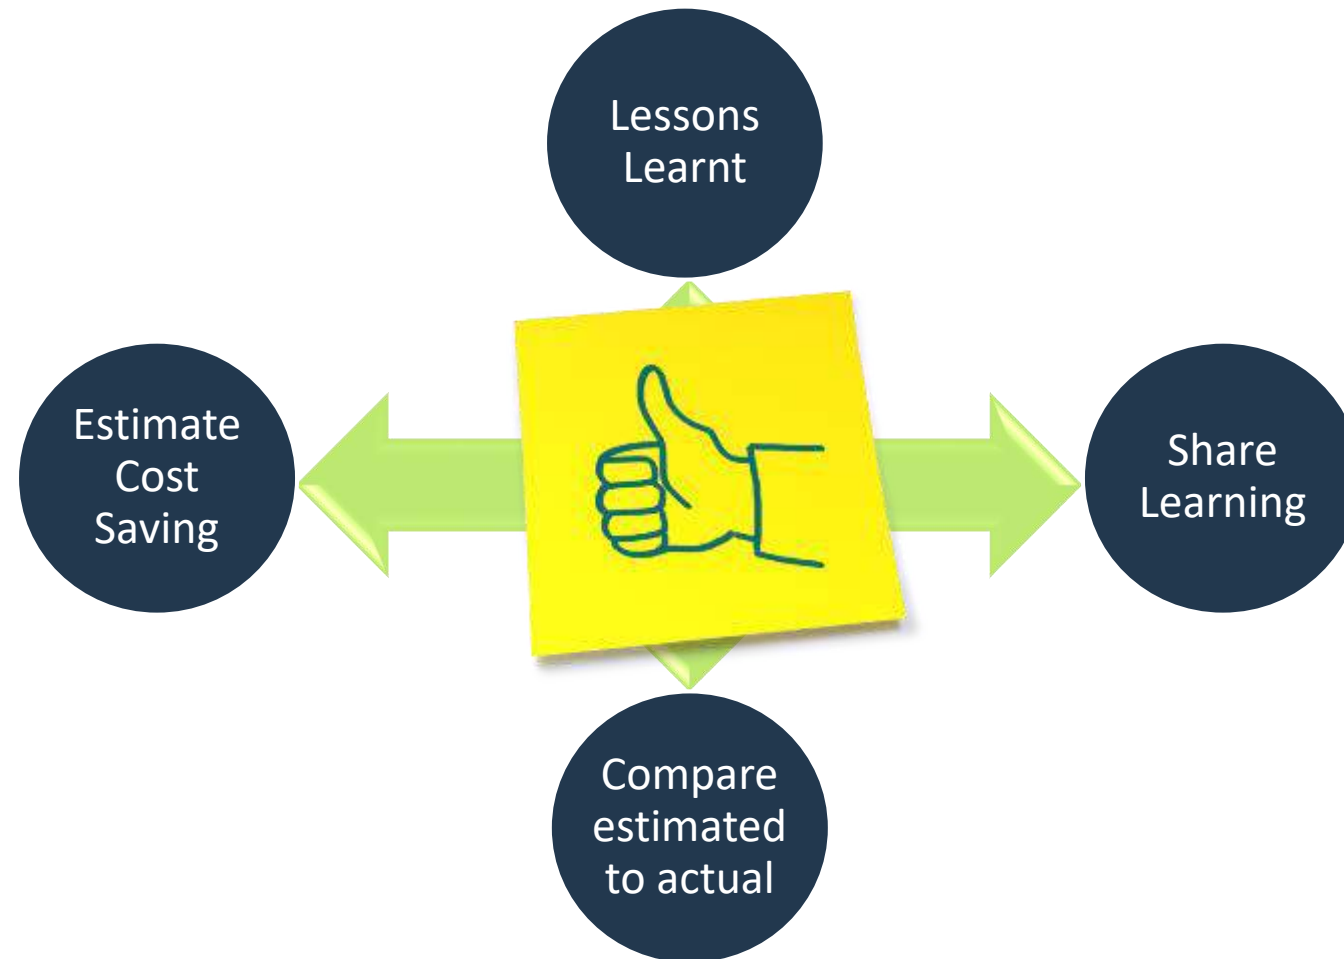 Lessons
Learnt
Estimate
Cost
Saving
Share
Learning
Compare
estimated
to actual